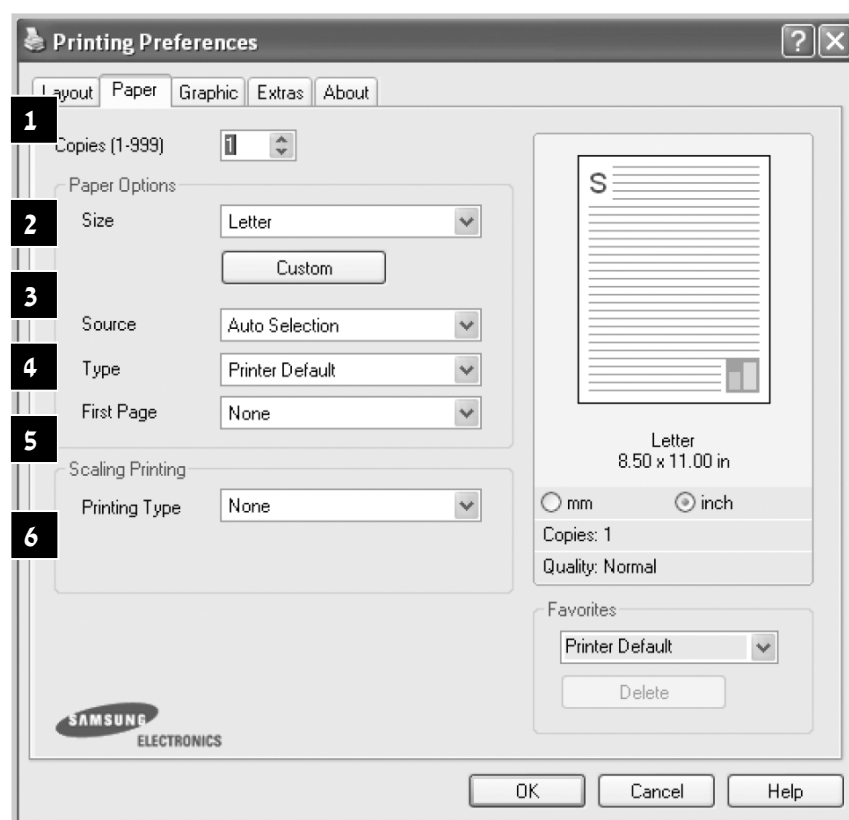 Printing Preferences
Layout Paper Graphic Extras About
1
Copies (1-999) 1
Paper Options
2
Size Letter
Custom
3
Source Auto Selection
4
Type Printer Default
First Page None
5
Scaling Printing
Printing Type None
6
S
Letter
8.50 x 11.00 in
mm inch
Copies: 1
Quality: Normal
Favorites
Printer Default
Delete
SAMSUNG
ELECTRONICS
OK Cancel Help